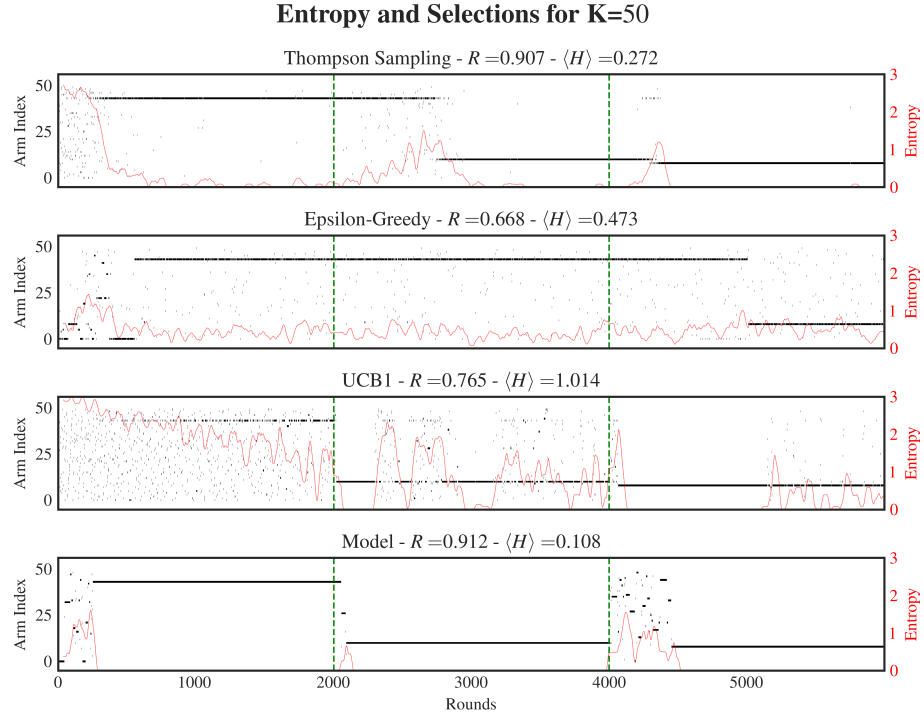 Entropy and Selections for K=50
Thompson Sampling - R =0.907 - ⟨H⟩ =0.272
Arm Index
50
25
0
3
2
1
0
Entropy
Epsilon-Greedy - R =0.668 - ⟨H⟩ =0.473
Arm Index
50
25
0
3
2
1
0
Entropy
UCB1 - R =0.765 - ⟨H⟩ =1.014
Arm Index
50
25
0
3
2
1
0
Entropy
Model - R =0.912 - ⟨H⟩ =0.108
Arm Index
50
25
0
3
2
1
0
Entropy
0 1000 2000 3000 4000 5000
Rounds